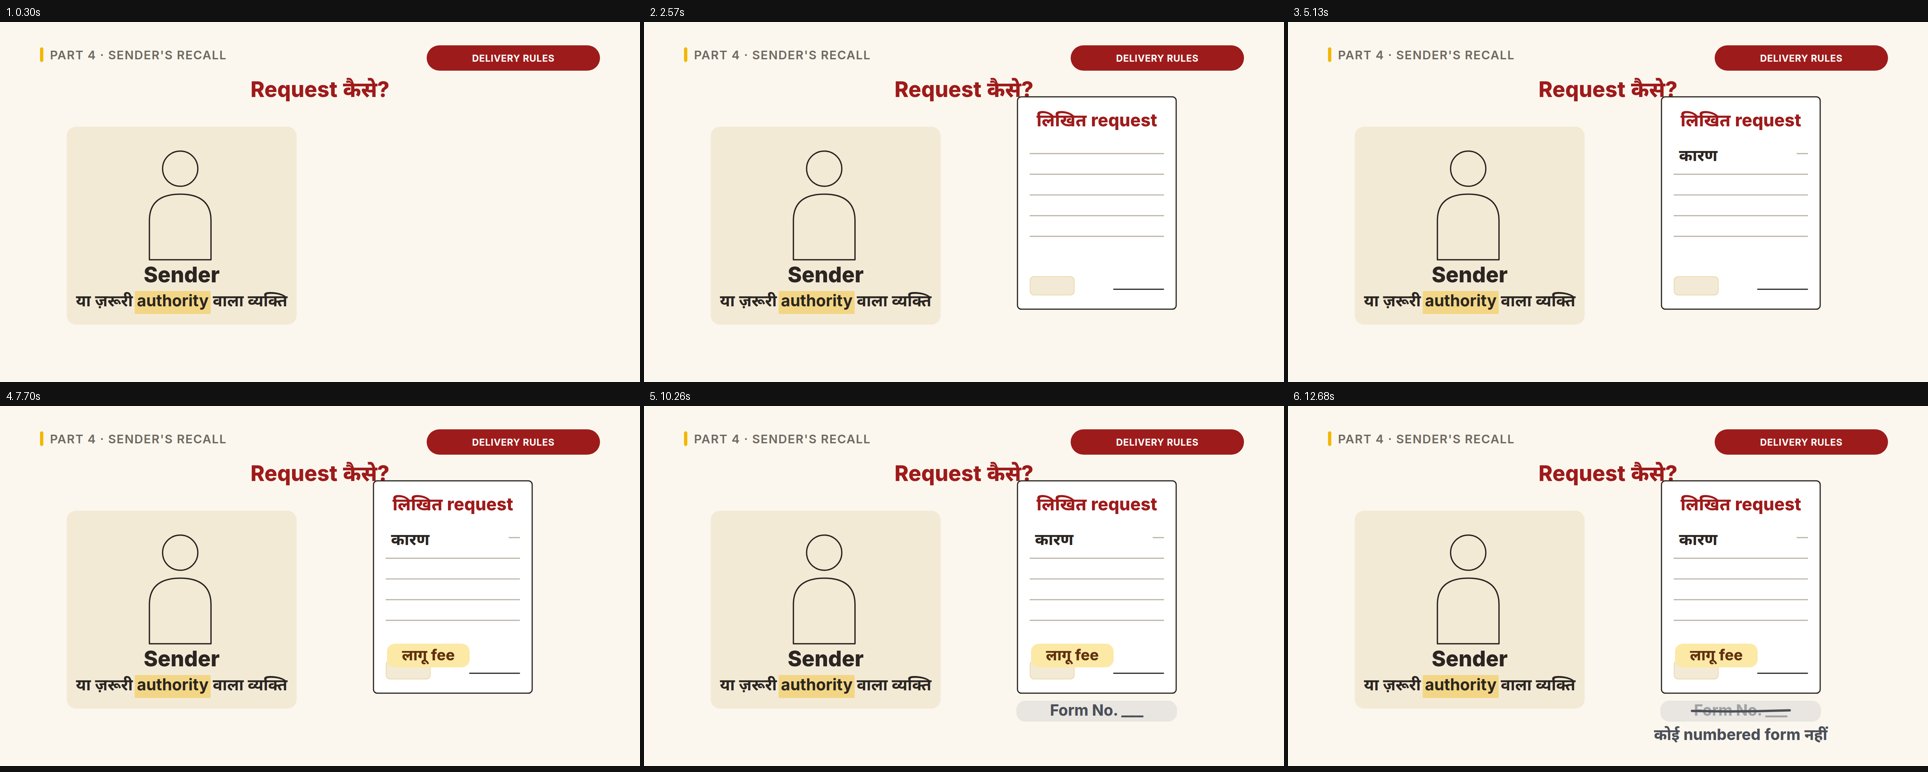 1. 0.30s
PART 4 · SENDER'S RECALL
DELIVERY RULES
Request कैसे?
Sender
या ज़रूरी authority वाला व्यक्ति
2. 2.57s
PART 4 · SENDER'S RECALL
DELIVERY RULES
Request कैसे?
लिखित request
Sender
या ज़रूरी authority वाला व्यक्ति
3. 5.13s
PART 4 · SENDER'S RECALL
DELIVERY RULES
Request कैसे?
लिखित request
कारण
Sender
या ज़रूरी authority वाला व्यक्ति
4. 7.70s
PART 4 · SENDER'S RECALL
DELIVERY RULES
Request कैसे?
लिखित request
कारण
लागू fee
Sender
या ज़रूरी authority वाला व्यक्ति
5. 10.26s
PART 4 · SENDER'S RECALL
DELIVERY RULES
Request कैसे?
लिखित request
कारण
लागू fee
Sender
या ज़रूरी authority वाला व्यक्ति
Form No. __
6. 12.68s
PART 4 · SENDER'S RECALL
DELIVERY RULES
Request कैसे?
लिखित request
कारण
लागू fee
Sender
या ज़रूरी authority वाला व्यक्ति
Form No. __
कोई numbered form नहीं